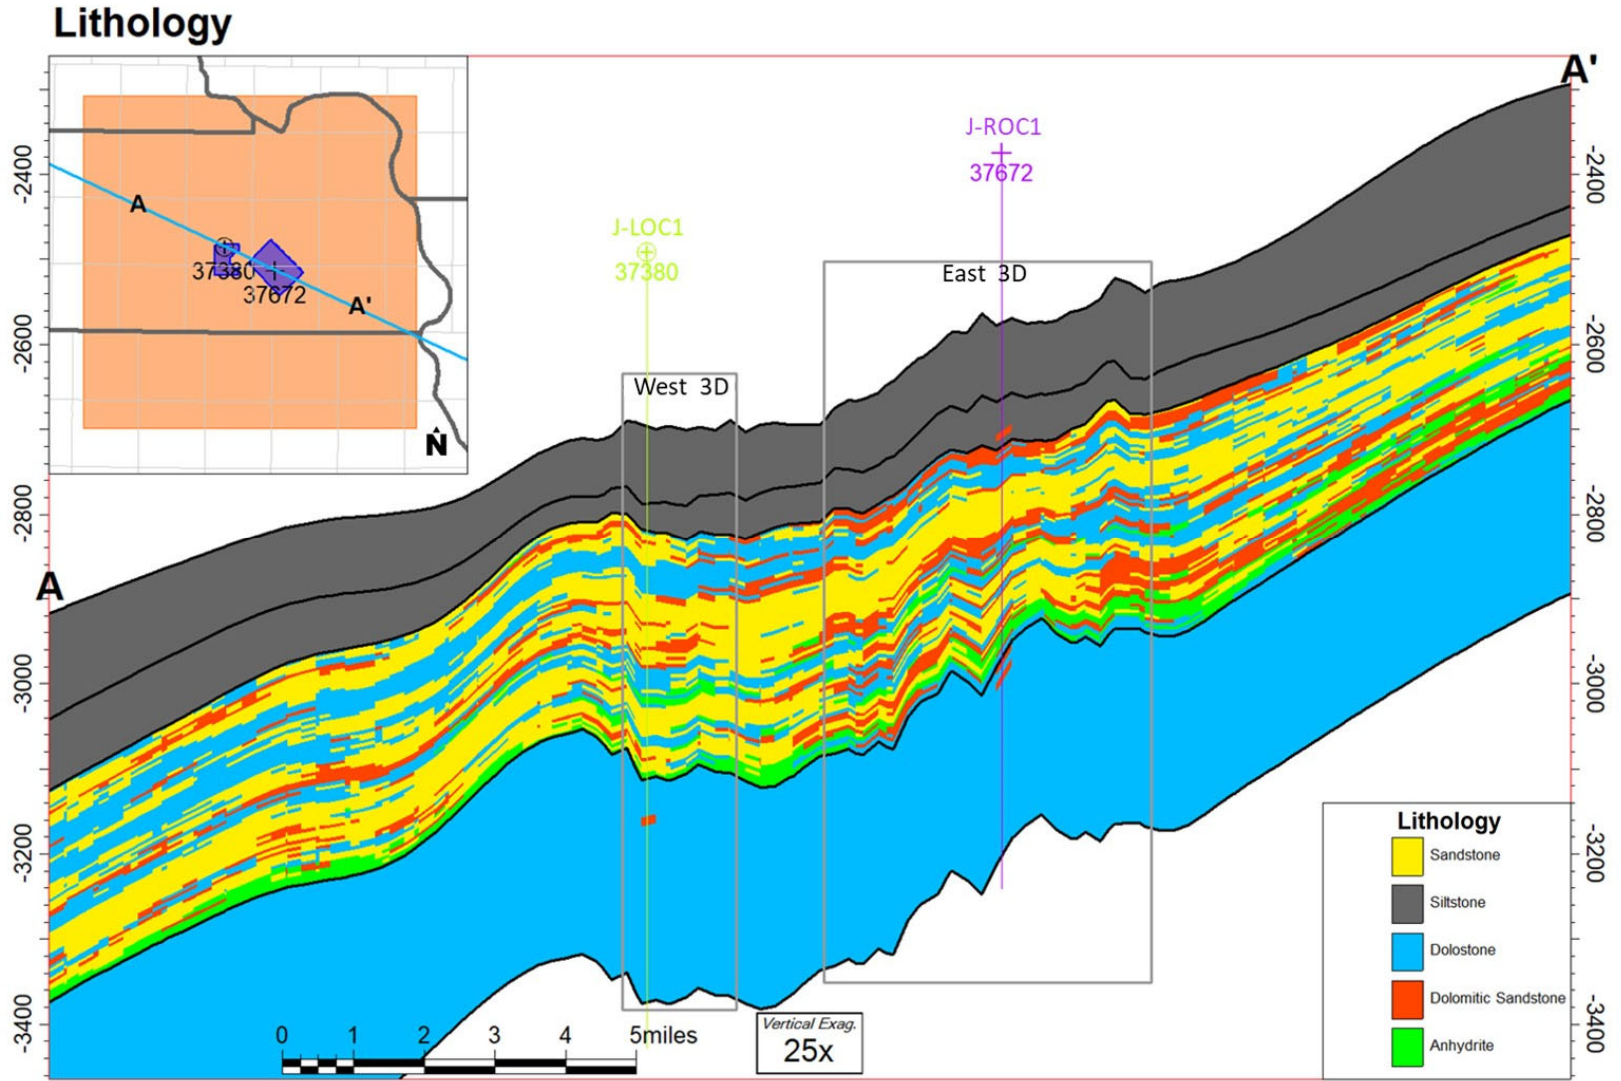 Lithology
A'
J-ROC1
37672
J-LOC1
37380
East 3D
West 3D
A
A
37380
37672
A'
N
-2400
-2600
-2800
-3000
-3200
-3400
-2400
-2600
-2800
-3000
-3200
-3400
0 1 2 3 4 5miles
Vertical Exag.
25x
Lithology
Sandstone
Siltstone
Dolostone
Dolomitic Sandstone
Anhydrite